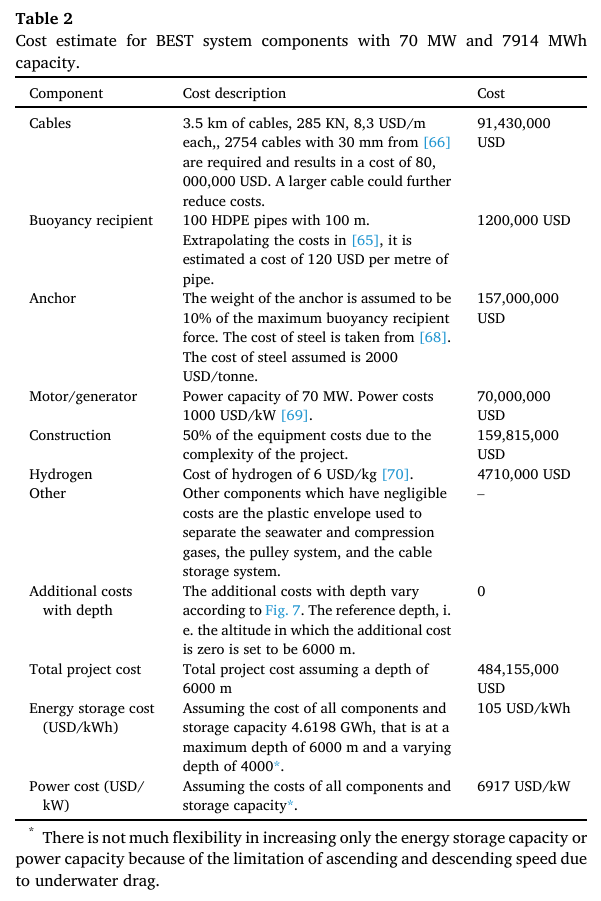 Table 2
Cost estimate for BEST system components with 70 MW and 7914 MWh
capacity.
Component Cost description Cost
Cables 3.5 km of cables, 285 KN, 8,3 USD/m 91,430,000
each,, 2754 cables with 30 mm from [66] USD
are required and results in a cost of 80,
000,000 USD. A larger cable could further
reduce costs.
Buoyancy recipient 100 HDPE pipes with 100 m. 1200,000 USD
Extrapolating the costs in [65], it is
estimated a cost of 120 USD per metre of
pipe.
Anchor The weight of the anchor is assumed to be 157,000,000
10% of the maximum buoyancy recipient USD
force. The cost of steel is taken from [68].
The cost of steel assumed is 2000
USD/tonne.
Motor/generator Power capacity of 70 MW. Power costs 70,000,000
1000 USD/kW [69]. USD
Construction 50% of the equipment costs due to the 159,815,000
complexity of the project. USD
Hydrogen Cost of hydrogen of 6 USD/kg [70]. 4710,000 USD
Other Other components which have negligible –
costs are the plastic envelope used to
separate the seawater and compression
gases, the pulley system, and the cable
storage system.
Additional costs The additional costs with depth vary 0
with depth according to Fig. 7. The reference depth, i.
e. the altitude in which the additional cost
is zero is set to be 6000 m.
Total project cost Total project cost assuming a depth of 484,155,000
6000 m USD
Energy storage cost Assuming the cost of all components and 105 USD/kWh
(USD/kWh) storage capacity 4.6198 GWh, that is at a
maximum depth of 6000 m and a varying
depth of 4000*.
Power cost (USD/ Assuming the costs of all components and 6917 USD/kW
kW) storage capacity*.
* There is not much flexibility in increasing only the energy storage capacity or
power capacity because of the limitation of ascending and descending speed due
to underwater drag.